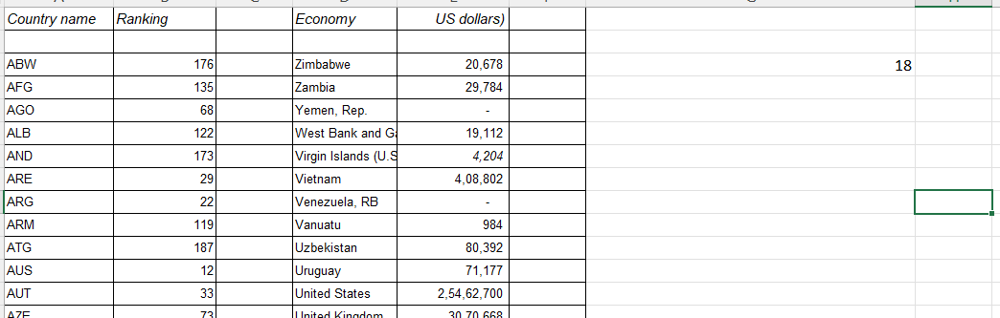 Country name Ranking Economy US dollars)
ABW 176 Zimbabwe 20,678 18
AFG 135 Zambia 29,784
AGO 68 Yemen, Rep. -
ALB 122 West Bank and Ga 19,112
AND 173 Virgin Islands (U.S 4,204
ARE 29 Vietnam 4,08,802
ARG 22 Venezuela, RB -
ARM 119 Vanuatu 984
ATG 187 Uzbekistan 80,392
AUS 12 Uruguay 71,177
AUT 33 United States 2,54,62,700
AZE 73 United Kingdom 30,70,668